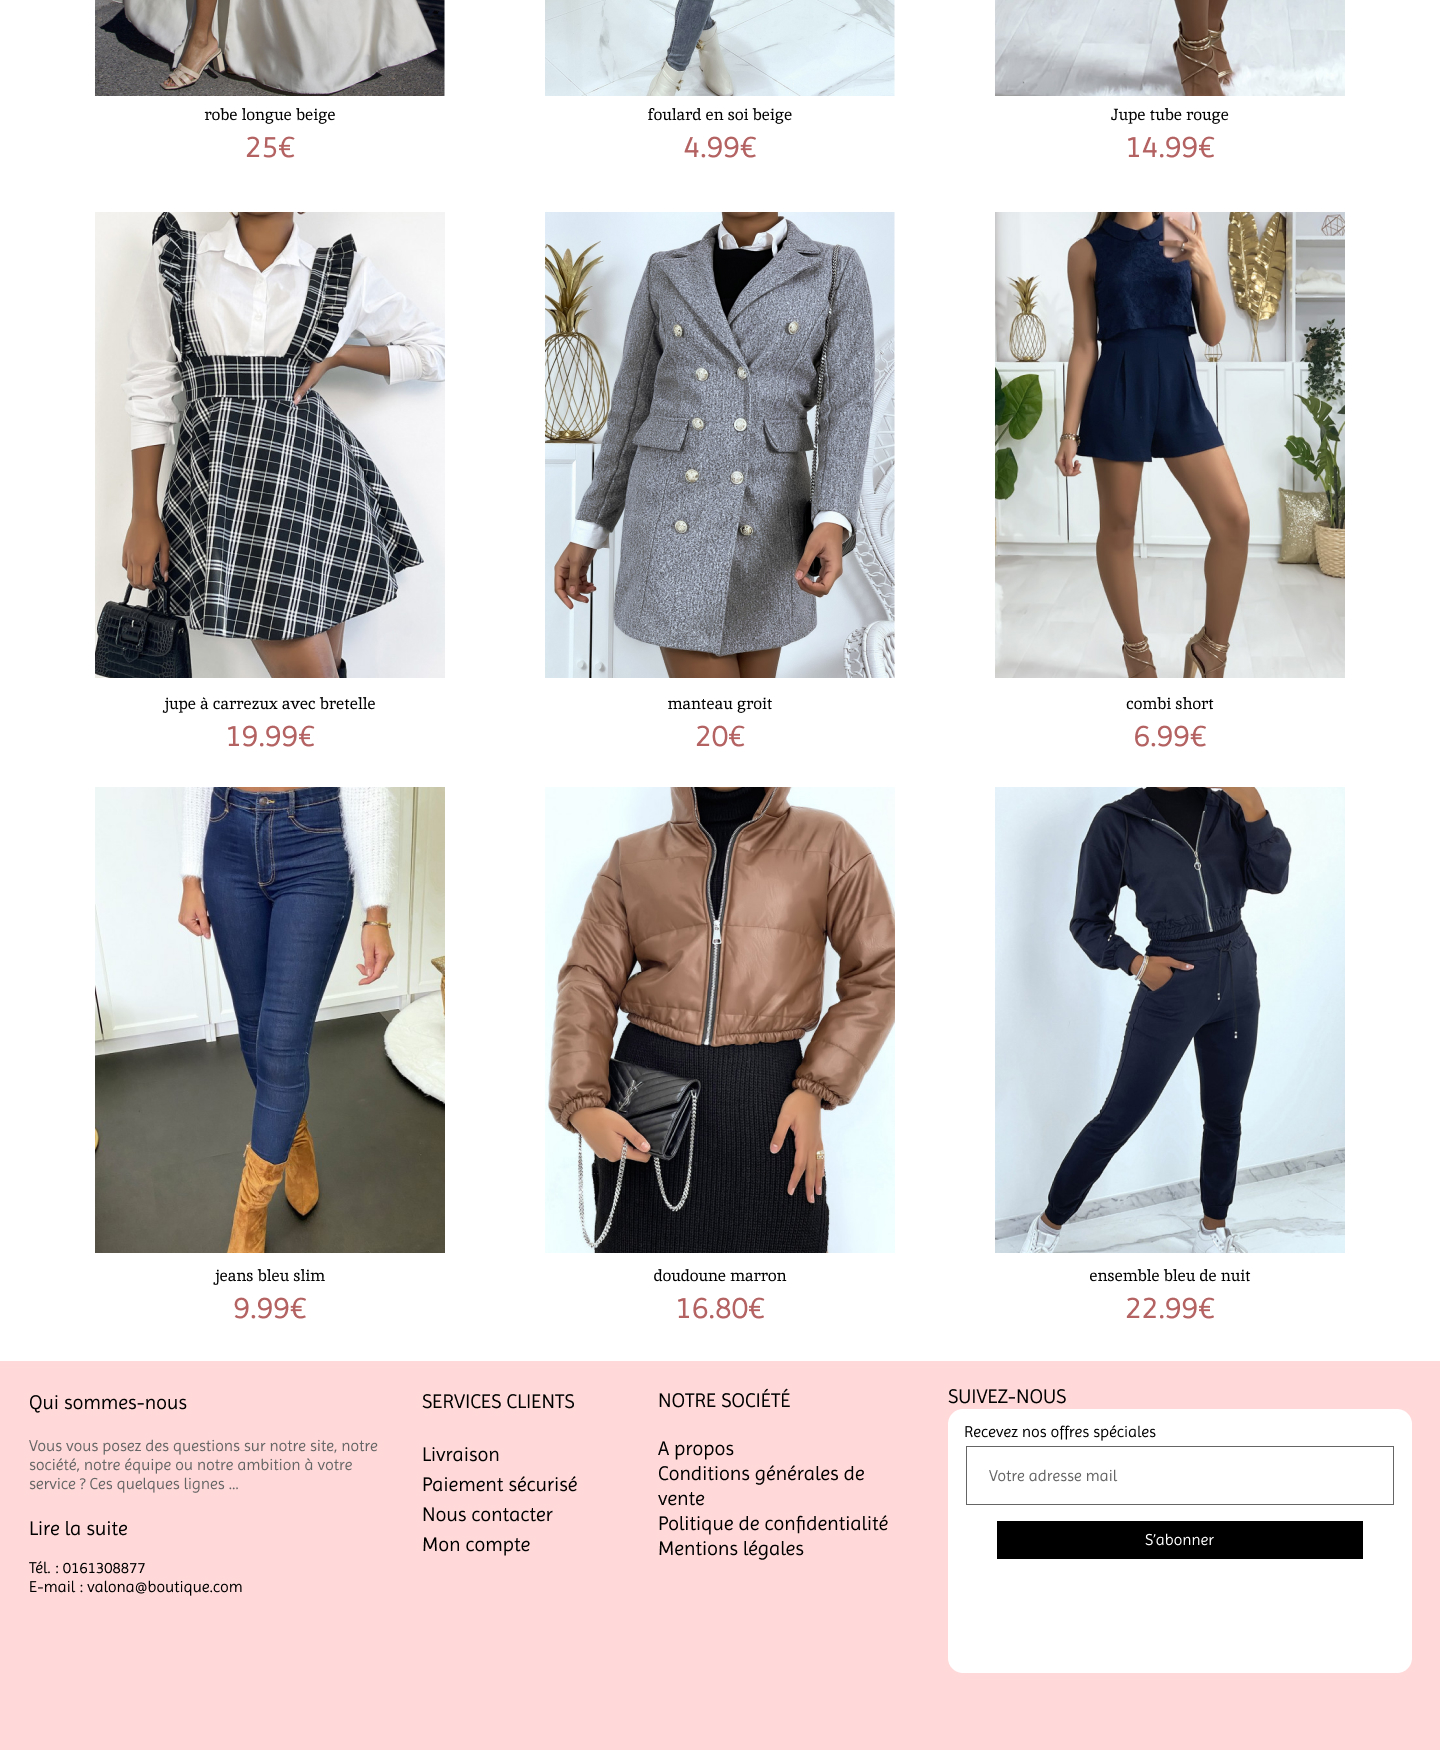 robe longue beige
25€
foulard en soi beige
4.99€
Jupe tube rouge
14.99€
jupe à carrezux avec bretelle
19.99€
manteau groit
20€
combi short
6.99€
jeans bleu slim
9.99€
doudoune marron
16.80€
ensemble bleu de nuit
22.99€
Qui sommes-nous
Vous vous posez des questions sur notre site, notre
société, notre équipe ou notre ambition à votre
service ? Ces quelques lignes ...
Lire la suite
Tél. : 0161308877
E-mail : valona@boutique.com
SERVICES CLIENTS
Livraison
Paiement sécurisé
Nous contacter
Mon compte
NOTRE SOCIÉTÉ
A propos
Conditions générales de
vente
Politique de confidentialité
Mentions légales
SUIVEZ-NOUS
Recevez nos offres spéciales
Votre adresse mail
S'abonner